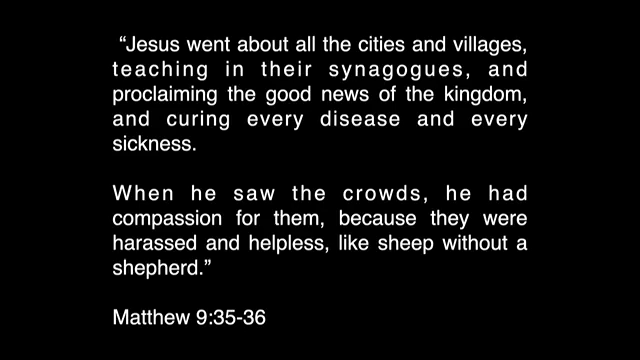 “Jesus went about all the cities and villages,
teaching in their synagogues, and
proclaiming the good news of the kingdom,
and curing every disease and every
sickness.
When he saw the crowds, he had
compassion for them, because they were
harassed and helpless, like sheep without a
shepherd.”
Matthew 9:35-36